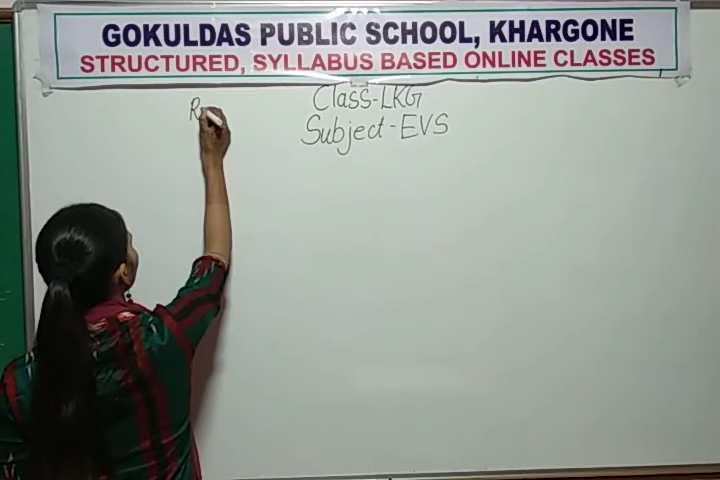 GOKULDAS PUBLIC SCHOOL, KHARGONE
STRUCTURED, SYLLABUS BASED ONLINE CLASSES
Class-LKG
Subject-EVS